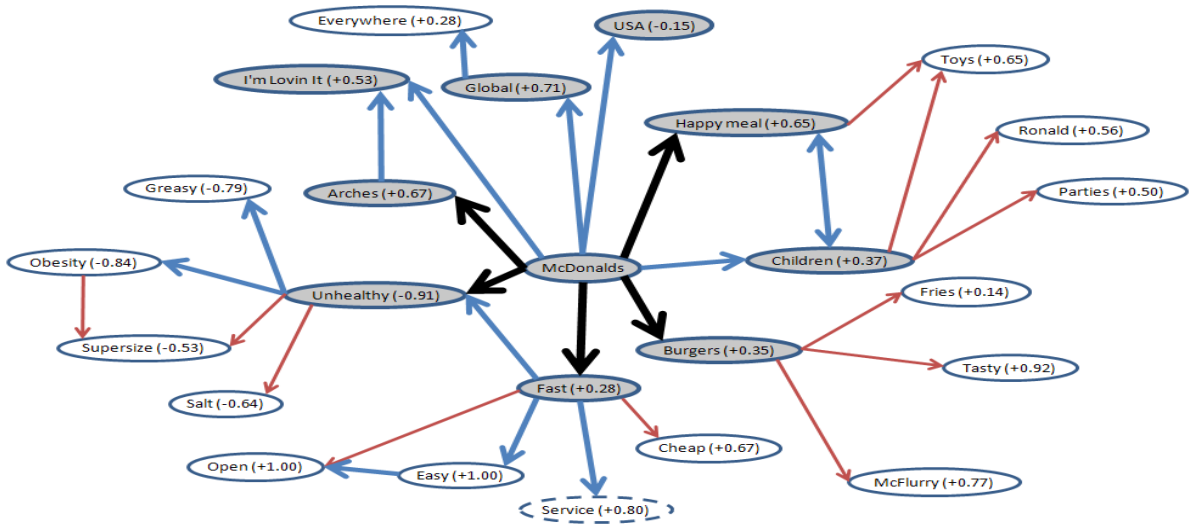 Everywhere (+0.28)
USA (-0.15)
Toys (+0.65)
I'm Lovin It (+0.53)
Global (+0.71)
Happy meal (+0.65)
Ronald (+0.56)
Greasy (-0.79)
Arches (+0.67)
Parties (+0.50)
Obesity (-0.84)
McDonalds
Children (+0.37)
Unhealthy (-0.91)
Fries (+0.14)
Supersize (-0.53)
Burgers (+0.35)
Tasty (+0.92)
Fast (+0.28)
Salt (-0.64)
Cheap (+0.67)
Open (+1.00)
Easy (+1.00)
McFlurry (+0.77)
Service (+0.80)